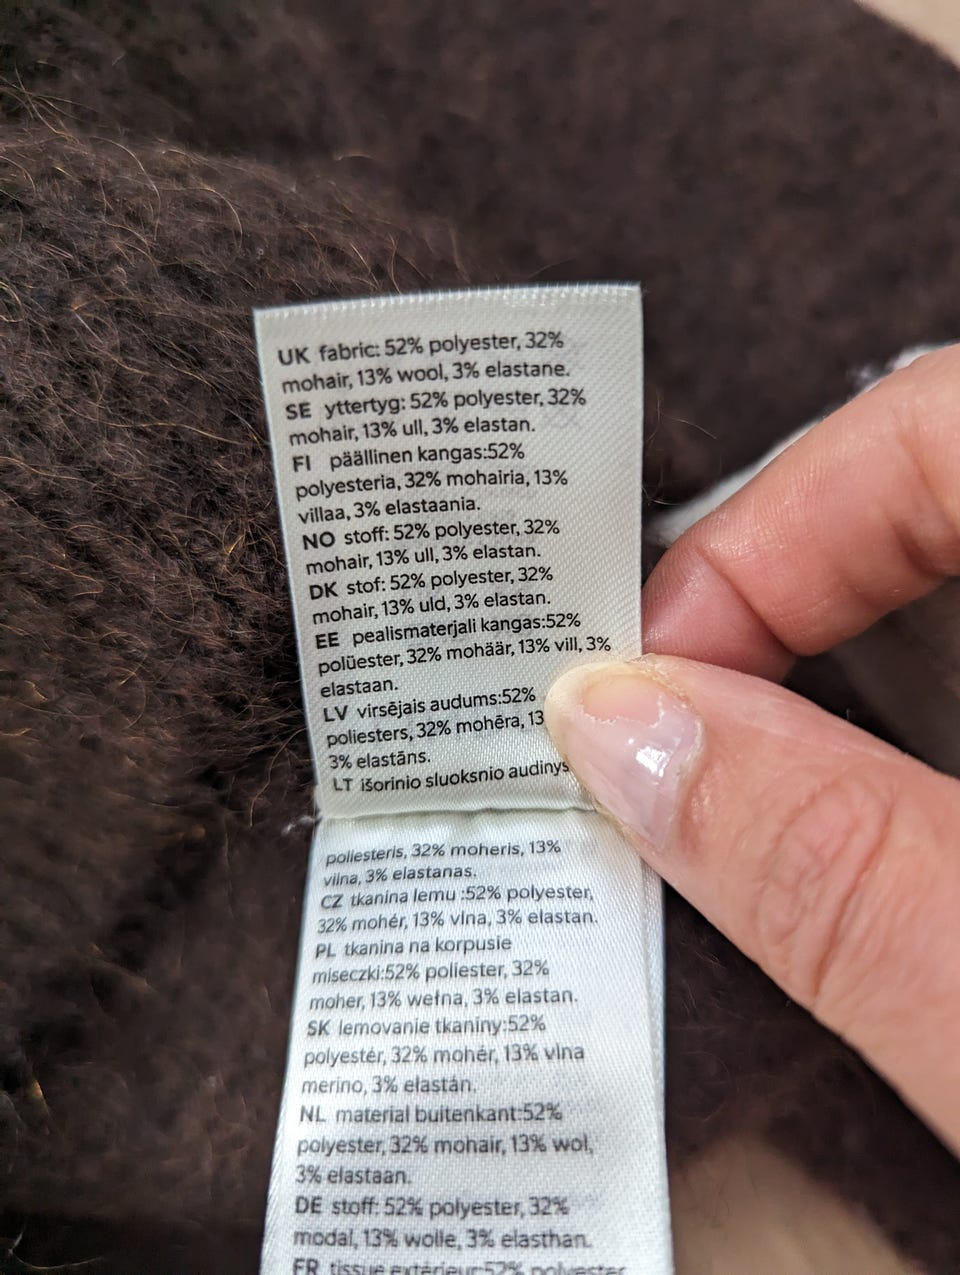 UK fabric: 52% polyester, 32%
mohair, 13% wool, 3% elastane.
SE yttertyg: 52% polyester, 32%
mohair, 13% ull, 3% elastan.
FI päällinen kangas:52%
polyesteria, 32% mohairia, 13%
villaa, 3% elastaania.
NO stoff: 52% polyester, 32%
mohair, 13% ull, 3% elastan.
DK stof: 52% polyester, 32%
mohair, 13% uld, 3% elastan.
EE pealismaterjali kangas:52%
polüester, 32% mohäär, 13% vill, 3%
elastaan.
LV virsējais audums:52%
poliesters, 32% mohēra, 13
3% elastāns.
LT išorinio sluoksnio audinys
poliesteris, 32% moheris, 13%
vilna, 3% elastanas.
CZ tkanina lemu :52% polyester,
32% mohér, 13% vlna, 3% elastan.
PL tkanina na korpusie
miseczki:52% poliester, 32%
moher, 13% wełna, 3% elastan.
SK lemovanie tkaniny:52%
polyestér, 32% mohér, 13% vlna
merino, 3% elastán.
NL material buitenkant:52%
polyester, 32% mohair, 13% wol,
3% elastaan.
DE stoff: 52% polyester, 32%
modal, 13% wolle, 3% elasthan.
FR tissue extérieur:52% polyester